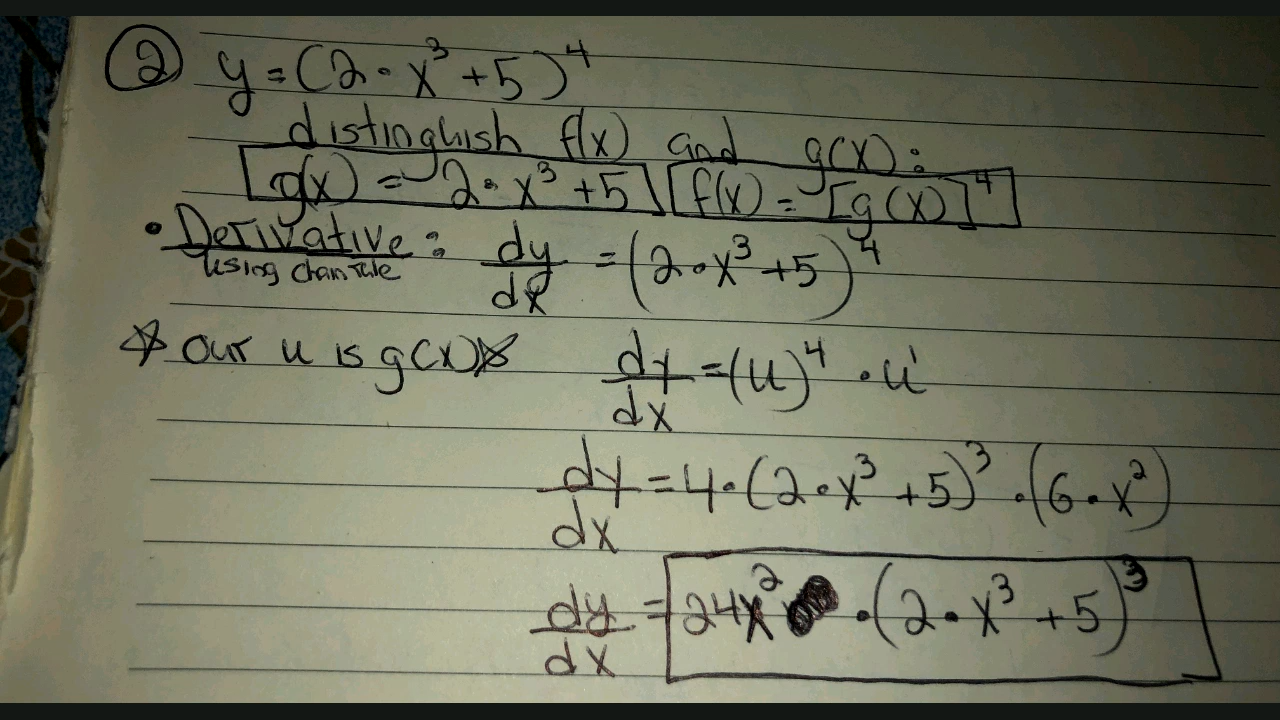 ② y = (2 · x³ + 5)⁴
distinguish f(x) and g(x):
g(x) = 2 · x³ + 5 f(x) = [g(x)]⁴
• Derivative: dy/dx = (2 · x³ + 5)⁴
using chain rule
☆ our u is g(x) ☆ dy/dx = (u)⁴ · u'
dy/dx = 4 · (2 · x³ + 5)³ · (6 · x²)
dy/dx = 24x² · (2 · x³ + 5)³